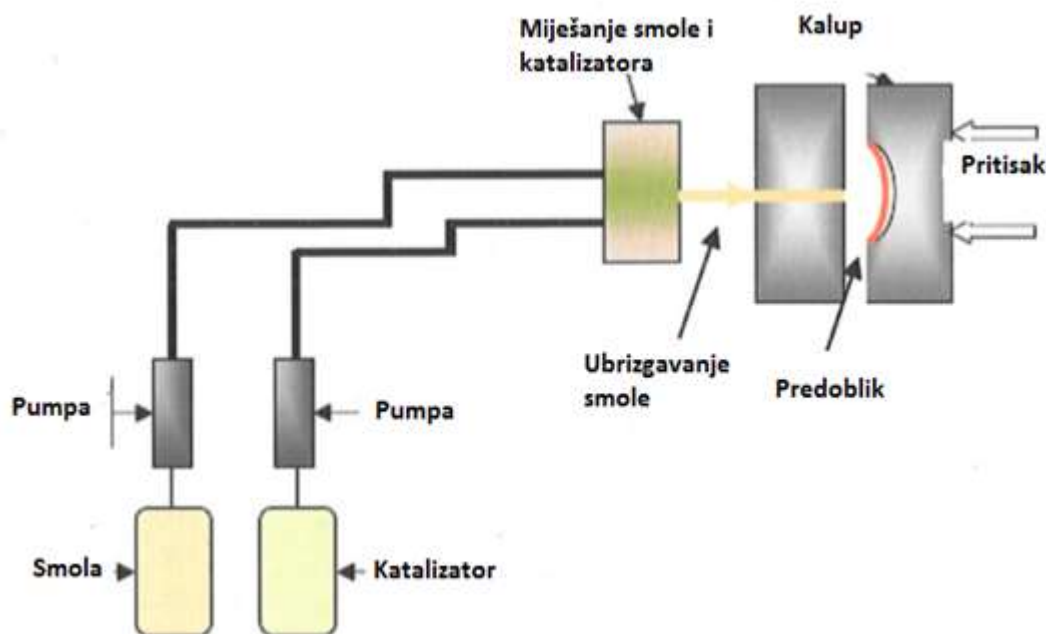 Miješanje smole i
katalizatora
Kalup
Pritisak
Ubrizgavanje
smole
Predoblik
Pumpa
Pumpa
Smola
Katalizator